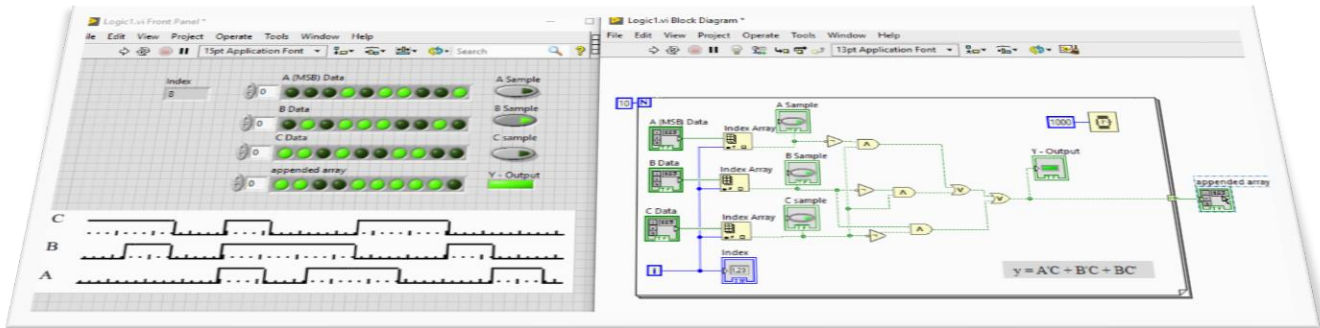 Logic1.vi Front Panel *
File Edit View Project Operate Tools Window Help
15pt Application Font
Search
Index
8
A (MSB) Data
0
A Sample
B Data
0
B Sample
C Data
0
C sample
appended array
0
Y - Output
C
B
A
Logic1.vi Block Diagram *
File Edit View Project Operate Tools Window Help
13pt Application Font
10 N
A (MSB) Data
Index Array
A Sample
1000
B Data
Index Array
B Sample
Y - Output
appended array
C Data
Index Array
C sample
Index
1.23
i
y = A'C + B'C + BC'